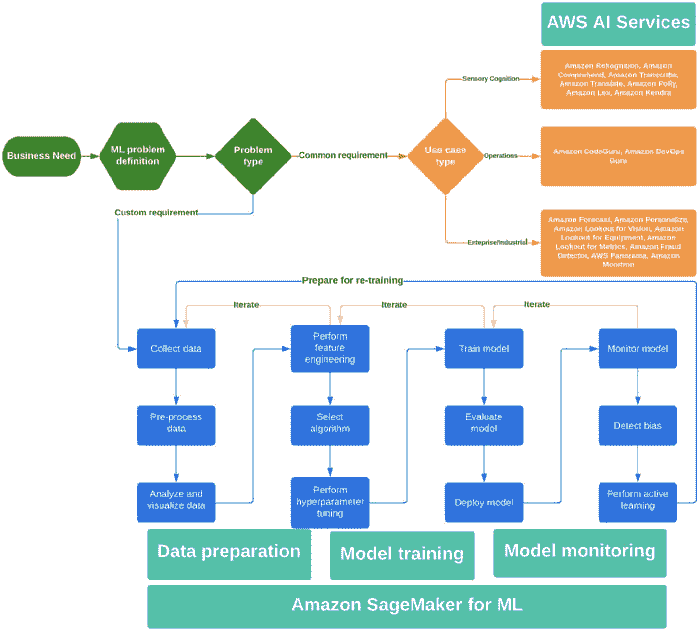 AWS AI Services
Amazon Rekognition, Amazon
Comprehend, Amazon Transcribe,
Amazon Translate, Amazon Polly,
Amazon Lex, Amazon Kendra
Sensory Cognition
Business Need
ML problem
definition
Problem
type
Common requirement
Use case
type
Operations
Amazon CodeGuru, Amazon DevOps
Guru
Custom requirement
Enteprise/Industrial
Amazon Forecast, Amazon Personalize,
Amazon Lookout for Vision, Amazon
Lookout for Equipment, Amazon
Lookout for Metrics, Amazon Fraud
Detector, AWS Panorama, Amazon
Monitron
Prepare for re-training
Iterate
Iterate
Iterate
Collect data
Perform
feature
engineering
Train model
Monitor model
Pre-process
data
Select
algorithm
Evaluate
model
Detect bias
Analyze and
visualize data
Perform
hyperparameter
tuning
Deploy model
Perform active
learning
Data preparation
Model training
Model monitoring
Amazon SageMaker for ML